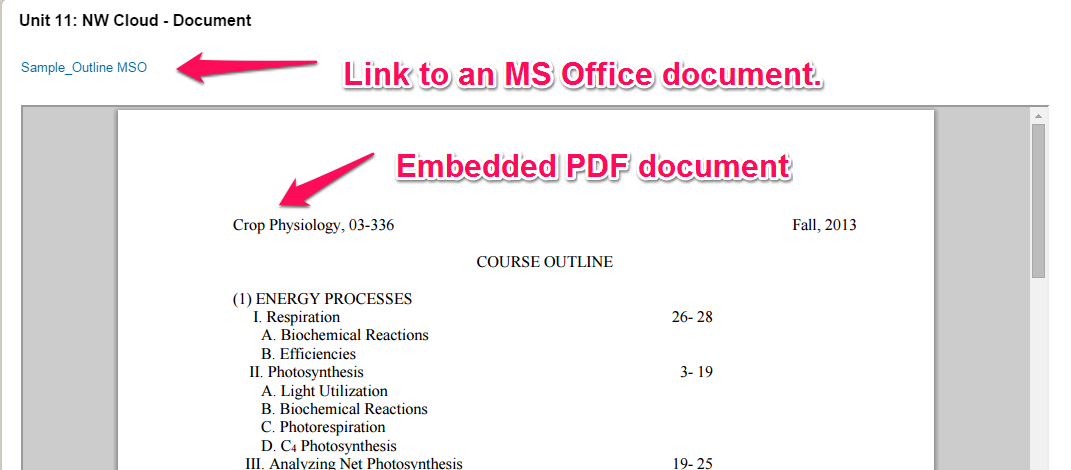 Unit 11: NW Cloud - Document
Sample_Outline MSO
Link to an MS Office document.
Embedded PDF document
Crop Physiology, 03-336 Fall, 2013
COURSE OUTLINE
(1) ENERGY PROCESSES
I. Respiration 26- 28
A. Biochemical Reactions
B. Efficiencies
II. Photosynthesis 3- 19
A. Light Utilization
B. Biochemical Reactions
C. Photorespiration
D. C4 Photosynthesis
III. Analyzing Net Photosynthesis 19- 25